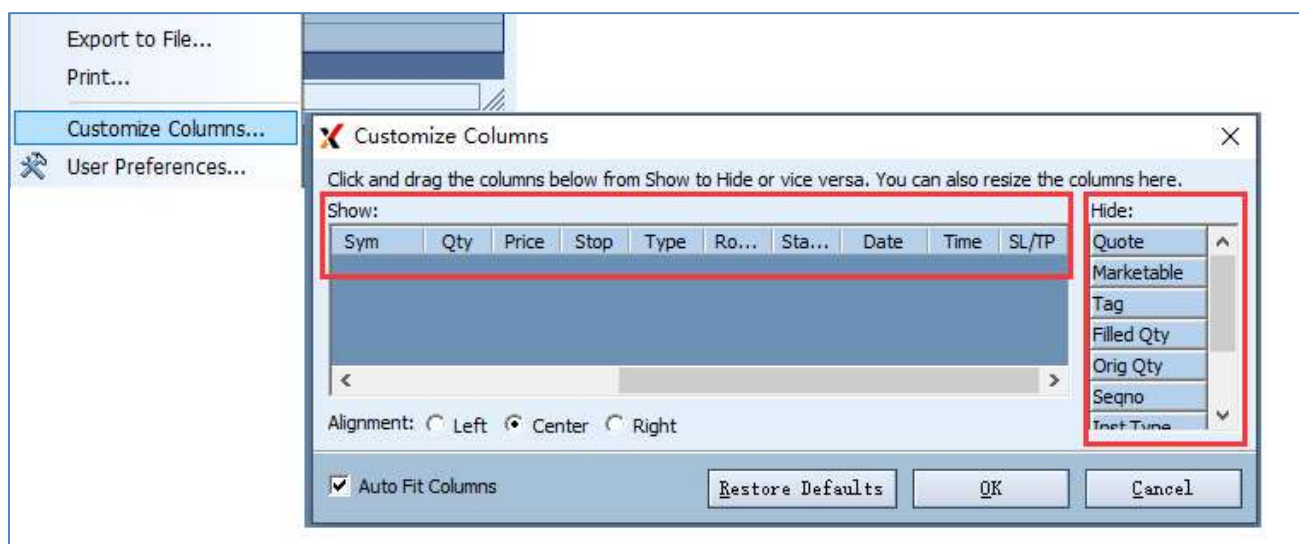 Export to File...
Print...
Customize Columns...
User Preferences...
Customize Columns
Click and drag the columns below from Show to Hide or vice versa. You can also resize the columns here.
Show:
Sym Qty Price Stop Type Ro... Sta... Date Time SL/TP
Hide:
Quote
Marketable
Tag
Filled Qty
Orig Qty
Seqno
Inst Type
Alignment: Left Center Right
Auto Fit Columns
Restore Defaults OK Cancel